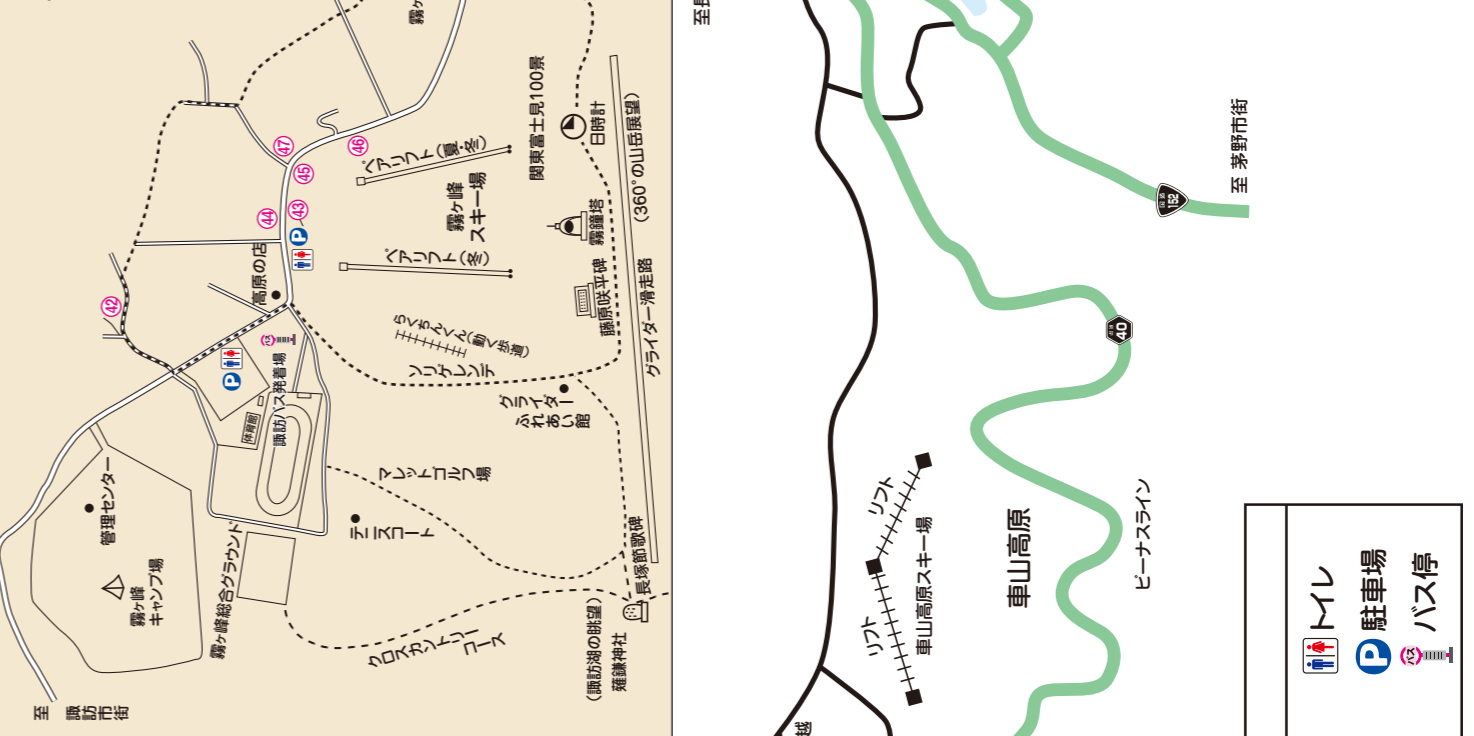 霧ヶ
関東富士見100景
日時計
(360°の山岳展望)
47
46
45
ペアリフト(夏・冬)
霧ヶ峰
スキー場
44
43
P
霧鐘塔
高原の店
ペアリフト(冬)
藤原咲平碑
グライダー滑走路
42
らくちんくん(動く歩道)
ソリゲレンデ
バス
P
諏訪バス発着場
体育館
グライダー
ふれあい館
マレットゴルフ場
管理センター
テニスコート
霧ヶ峰
キャンプ場
霧ヶ峰総合グラウンド
長塚節歌碑
クロスカントリー
コース
(諏訪湖の眺望)
薙鎌神社
至 諏訪市街
至
至 茅野市街
国道
152
40
リフト
リフト
車山高原スキー場
車山高原
ビーナスライン
越
トイレ
P 駐車場
バス バス停